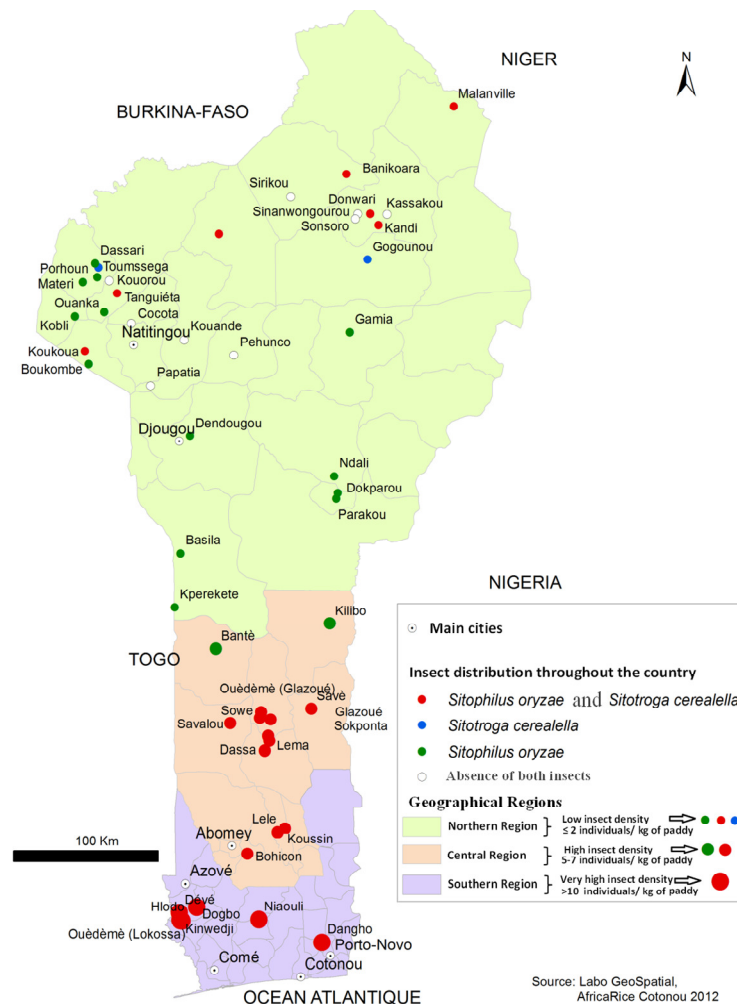 NIGER
N
Malanville
BURKINA-FASO
Banikoara
Sirikou
Donwari
Kassakou
Sinanwongourou
Sonsoro
Kandi
Gogounou
Dassari
Porhoun
Toumssega
Materi
Kouorou
Tanguiéta
Ouanka
Cocota
Kobli
Natitingou
Kouande
Gamia
Pehunco
Koukoua
Boukombe
Papatia
Djougou
Dendougou
Ndali
Dokparou
Parakou
Basila
NIGERIA
Kperekete
Kilibo
Bantè
TOGO
Ouèdèmè (Glazoué)
Savè
Sowe
Savalou
Glazoué
Sokponta
Dassa
Lema
Lele
Abomey
Koussin
Bohicon
100 Km
Azové
Dévé
Hlodo
Dogbo
Niaouli
Ouèdèmè (Lokossa)
Kinwedji
Dangho
Porto-Novo
Comé
Cotonou
OCEAN ATLANTIQUE
Main cities
Insect distribution throughout the country
Sitophilus oryzae and Sitotroga cerealella
Sitotroga cerealella
Sitophilus oryzae
Absence of both insects
Geographical Regions
Northern Region } Low insect density
≤ 2 individuals/ kg of paddy
Central Region } High insect density
5-7 individuals/ kg of paddy
Southern Region } Very high insect density
>10 individuals/ kg of paddy
Source: Labo GeoSpatial,
AfricaRice Cotonou 2012